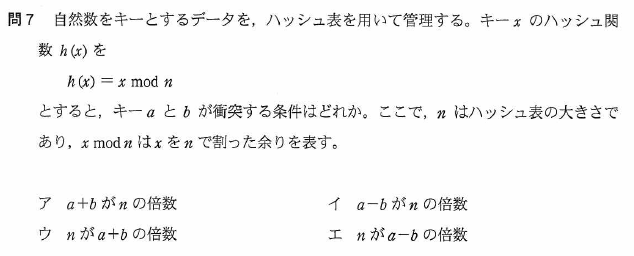 問7 自然数をキーとするデータを，ハッシュ表を用いて管理する。キー x のハッシュ関
数 h(x) を
h(x) = x mod n
とすると，キー a と b が衝突する条件はどれか。ここで，n はハッシュ表の大きさで
あり，x mod n は x を n で割った余りを表す。
ア a+b が n の倍数 イ a−b が n の倍数
ウ n が a+b の倍数 エ n が a−b の倍数